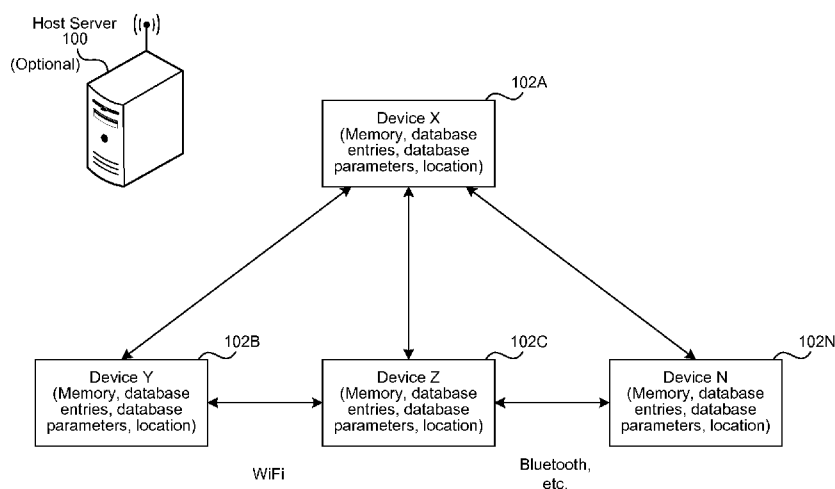 Host Server
100
(Optional)
102A
Device X
(Memory, database
entries, database
parameters, location)
102B
Device Y
(Memory, database
entries, database
parameters, location)
102C
Device Z
(Memory, database
entries, database
parameters, location)
102N
Device N
(Memory, database
entries, database
parameters, location)
WiFi
Bluetooth,
etc.